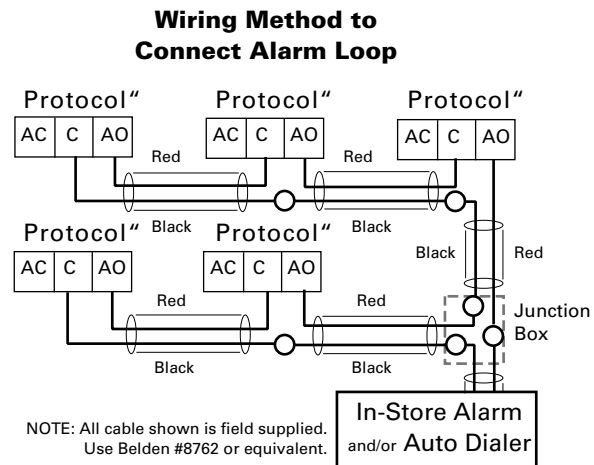 Wiring Method to
Connect Alarm Loop
Protocol“
Protocol“
Protocol“
AC C AO
AC C AO
AC C AO
Red
Red
Black
Black
Black
Red
Protocol“
Protocol“
AC C AO
AC C AO
Red
Red
Black
Black
Junction
Box
In-Store Alarm
and/or Auto Dialer
NOTE: All cable shown is field supplied.
Use Belden #8762 or equivalent.